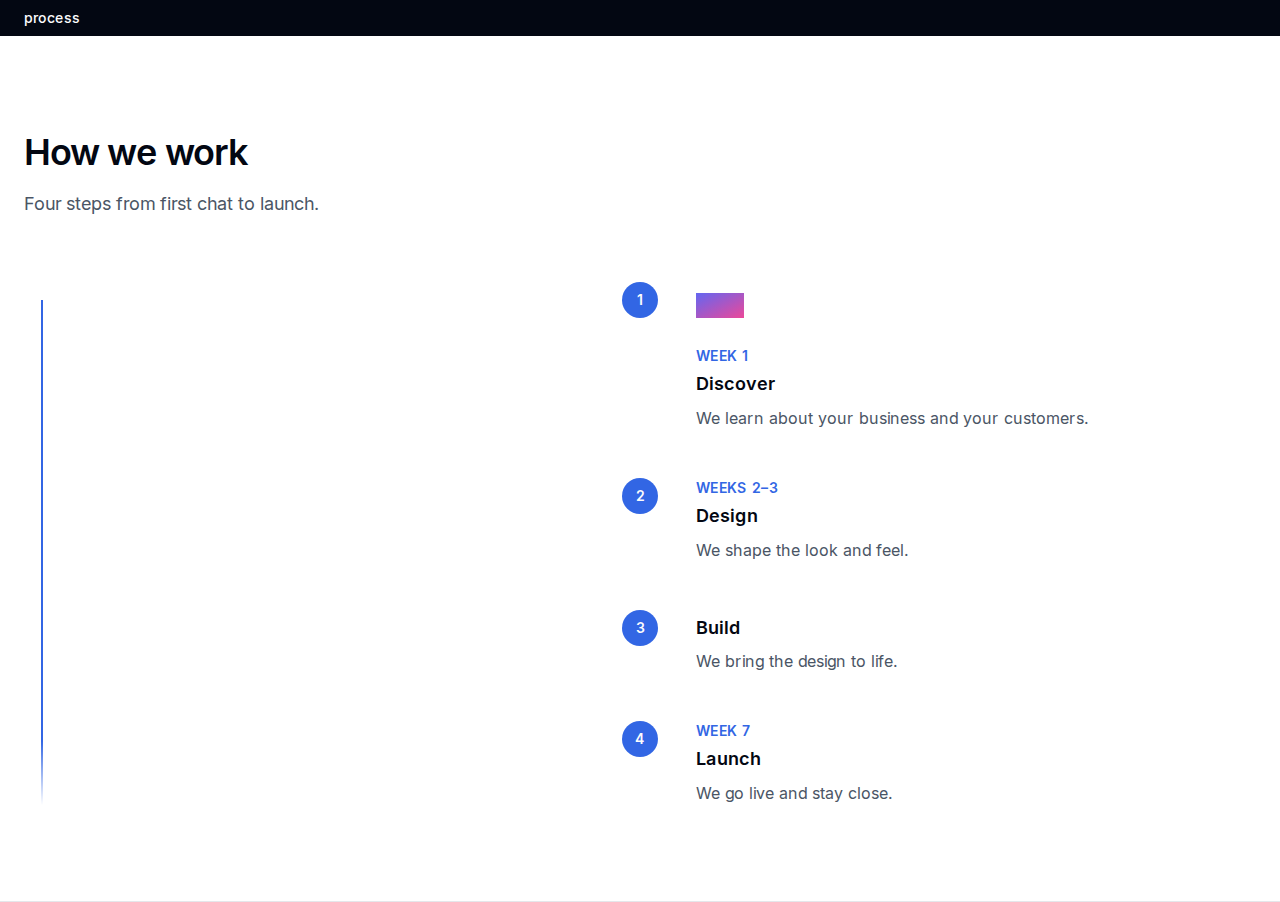 process
How we work
Four steps from first chat to launch.
1
WEEK 1
Discover
We learn about your business and your customers.
2
WEEKS 2–3
Design
We shape the look and feel.
3
Build
We bring the design to life.
4
WEEK 7
Launch
We go live and stay close.